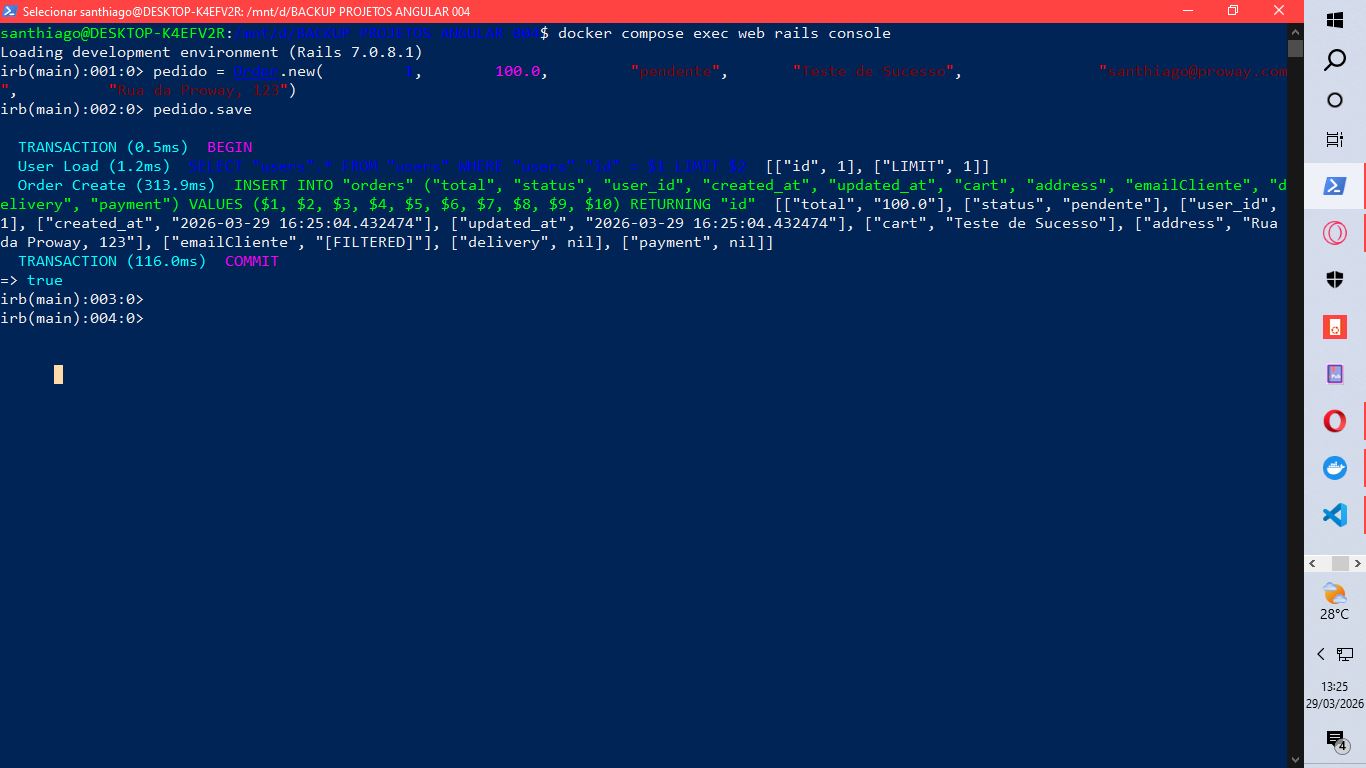 Selecionar santhiago@DESKTOP-K4EFV2R: /mnt/d/BACKUP PROJETOS ANGULAR 004
santhiago@DESKTOP-K4EFV2R:/mnt/d/BACKUP PROJETOS ANGULAR 004$ docker compose exec web rails console
Loading development environment (Rails 7.0.8.1)
irb(main):001:0> pedido = Order.new( 1, 100.0, "pendente", "Teste de Sucesso", "santhiago@proway.com
", "Rua da Proway, 123")
irb(main):002:0> pedido.save
TRANSACTION (0.5ms) BEGIN
User Load (1.2ms) SELECT "users".* FROM "users" WHERE "users"."id" = $1 LIMIT $2 [["id", 1], ["LIMIT", 1]]
Order Create (313.9ms) INSERT INTO "orders" ("total", "status", "user_id", "created_at", "updated_at", "cart", "address", "emailCliente", "d
elivery", "payment") VALUES ($1, $2, $3, $4, $5, $6, $7, $8, $9, $10) RETURNING "id" [["total", "100.0"], ["status", "pendente"], ["user_id",
1], ["created_at", "2026-03-29 16:25:04.432474"], ["updated_at", "2026-03-29 16:25:04.432474"], ["cart", "Teste de Sucesso"], ["address", "Rua
da Proway, 123"], ["emailCliente", "[FILTERED]"], ["delivery", nil], ["payment", nil]]
TRANSACTION (116.0ms) COMMIT
=> true
irb(main):003:0>
irb(main):004:0>
28°C
13:25
29/03/2026
4